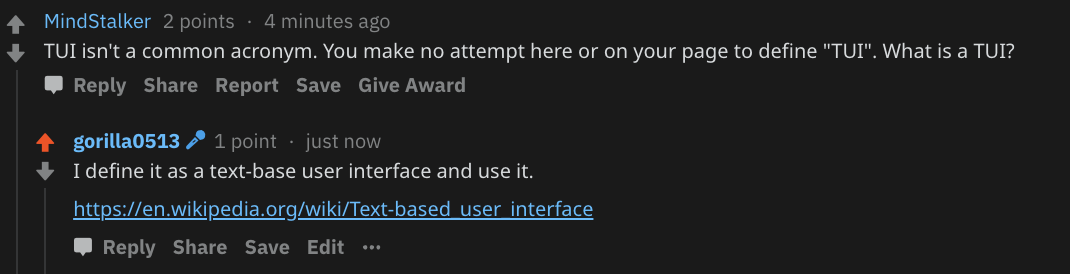 MindStalker 2 points · 4 minutes ago
TUI isn't a common acronym. You make no attempt here or on your page to define "TUI". What is a TUI?
Reply Share Report Save Give Award
gorilla0513 1 point · just now
I define it as a text-base user interface and use it.
https://en.wikipedia.org/wiki/Text-based_user_interface
Reply Share Save Edit ···